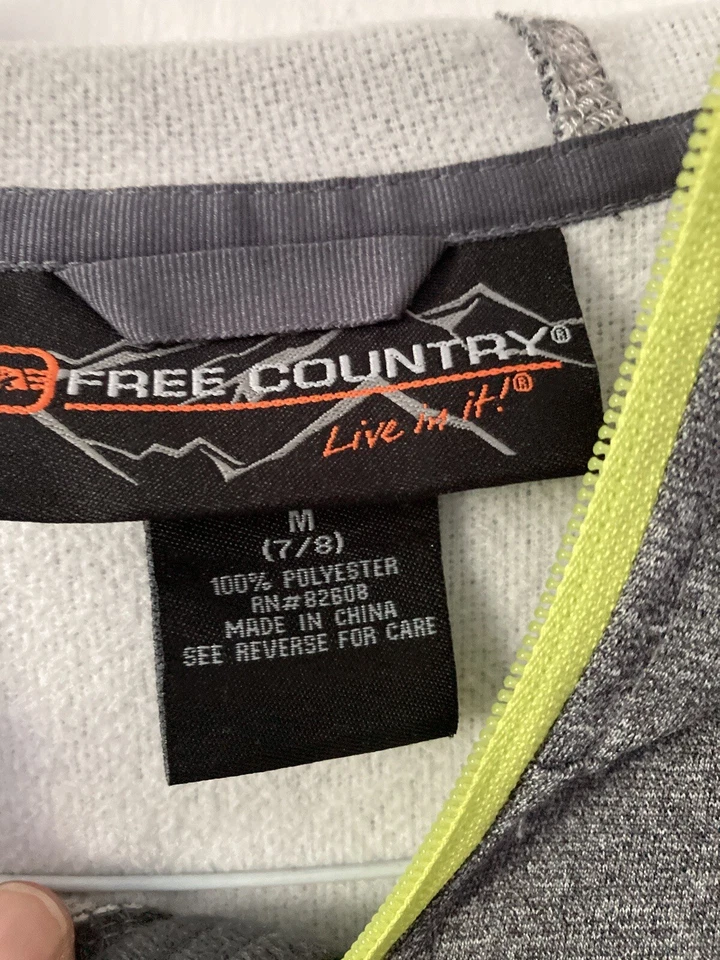 FREE COUNTRY®
Live in it!®
M
(7/8)
100% POLYESTER
RN#82608
MADE IN CHINA
SEE REVERSE FOR CARE